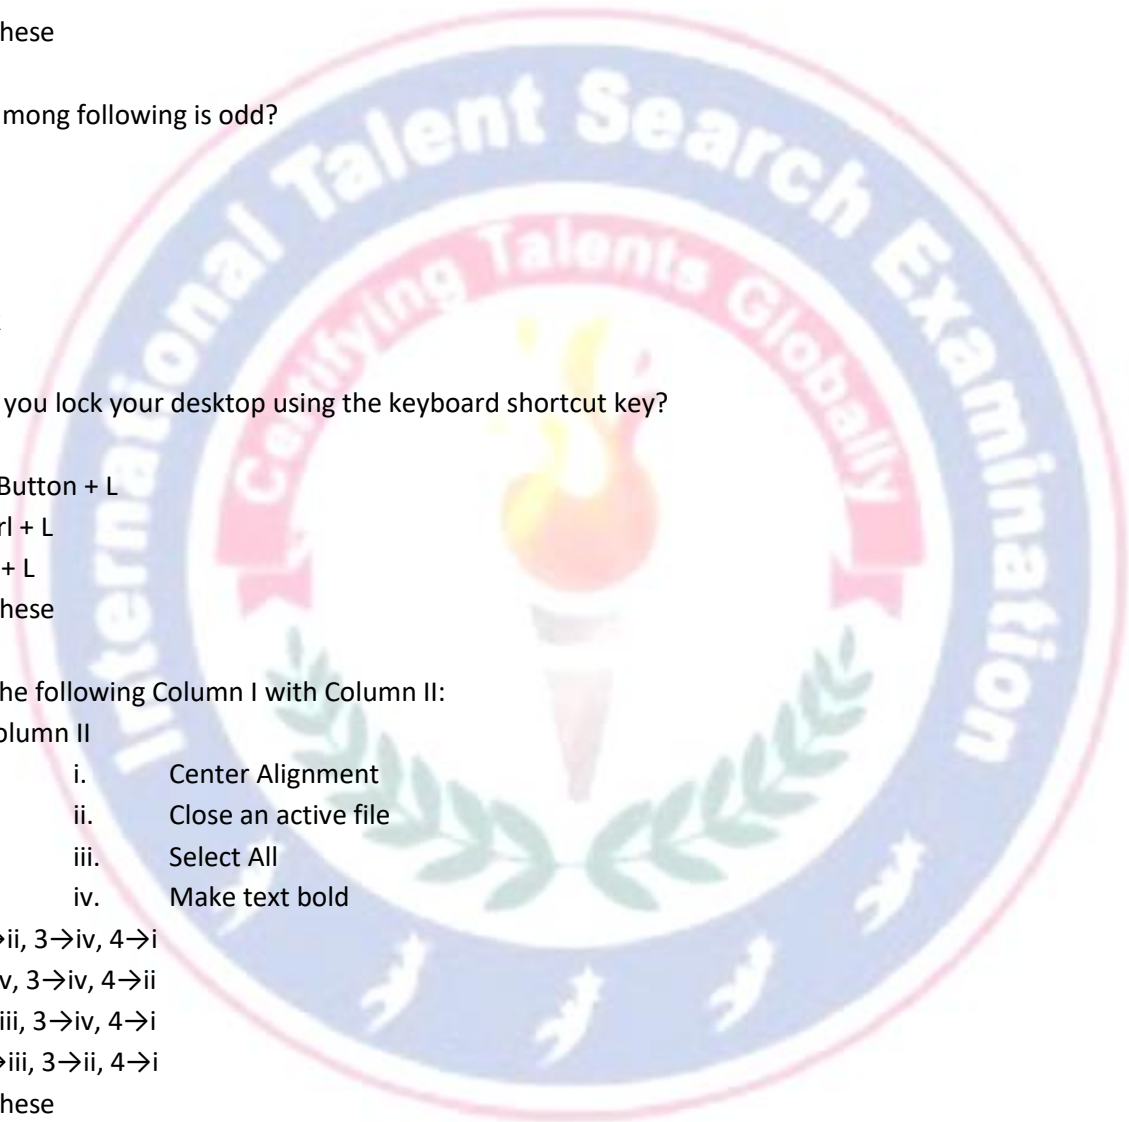 hese
mong following is odd?
you lock your desktop using the keyboard shortcut key?
Button + L
rl + L
+ L
hese
he following Column I with Column II:
olumn II
i. Center Alignment
ii. Close an active file
iii. Select All
iv. Make text bold
→ii, 3→iv, 4→i
v, 3→iv, 4→ii
iii, 3→iv, 4→i
→iii, 3→ii, 4→i
hese
International Talent Search Examination
Certifying Talents Globally